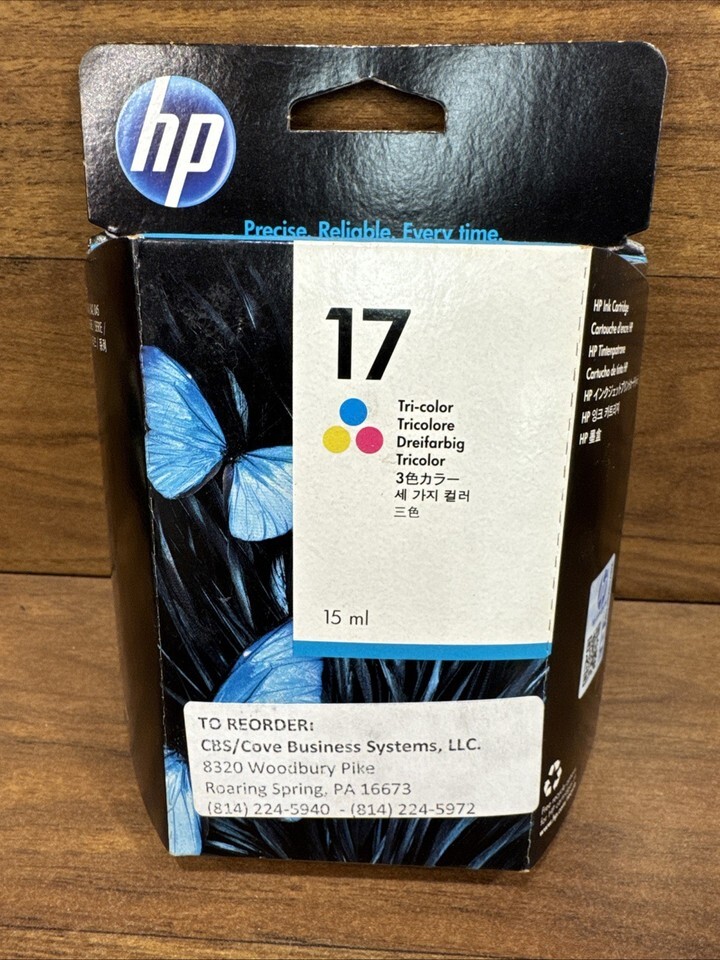 hp
Precise. Reliable. Every time.
17
Tri-color
Tricolore
Dreifarbig
Tricolor
3色カラー
세 가지 컬러
三色
15 ml
HP Ink Cartridge
Cartouche d'encre HP
HP Tintenpatrone
Cartucho de tinta HP
HP インクジェットプリントカートリッジ
HP 잉크 카트리지
HP 墨盒
TO REORDER:
CBS/Cove Business Systems, LLC.
8320 Woodbury Pike
Roaring Spring, PA 16673
(814) 224-5940 - (814) 224-5972